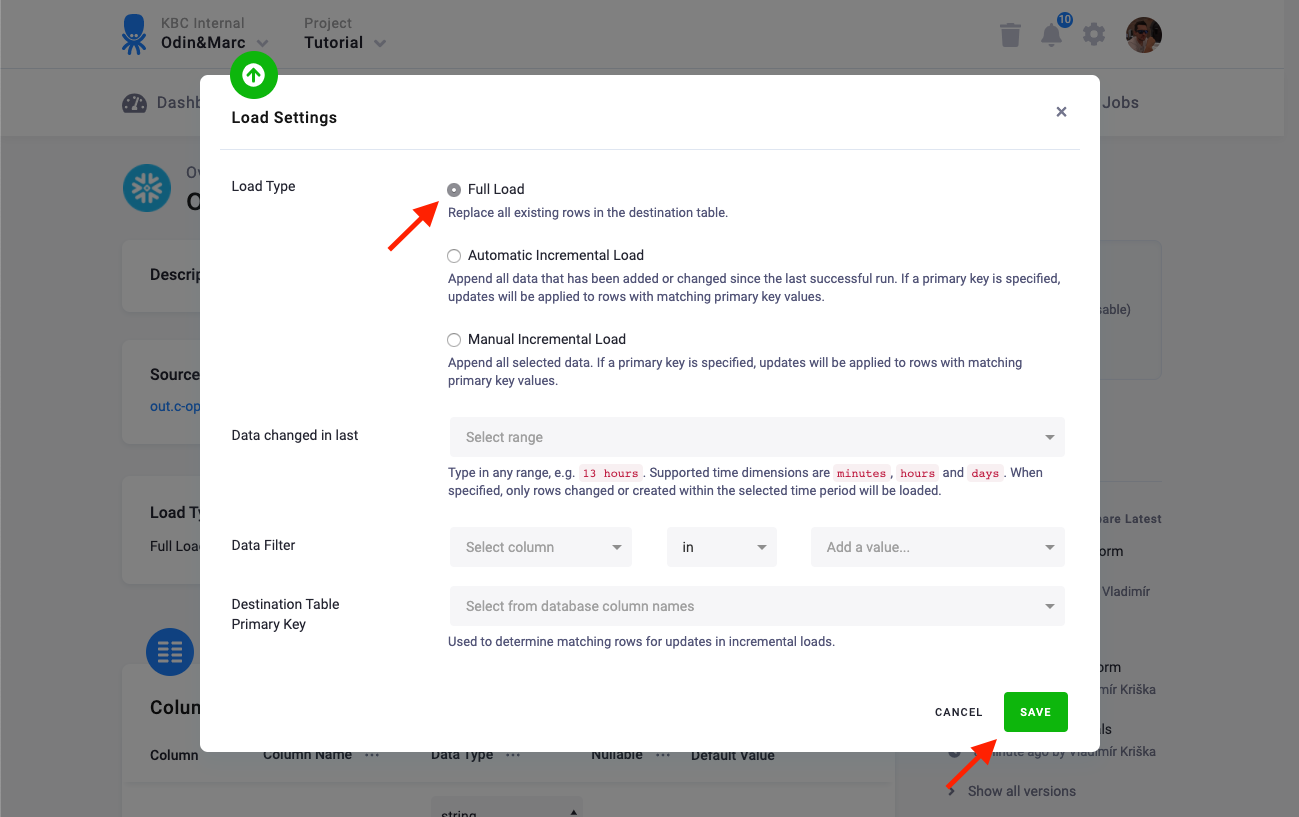 KBC Internal
Odin&Marc
Project
Tutorial
10
Jobs
Load Settings
×
Load Type
Full Load
Replace all existing rows in the destination table.
Automatic Incremental Load
Append all data that has been added or changed since the last successful run. If a primary key is specified,
updates will be applied to rows with matching primary key values.
Manual Incremental Load
Append all selected data. If a primary key is specified, updates will be applied to rows with matching
primary key values.
Data changed in last
Select range
Type in any range, e.g. 13 hours. Supported time dimensions are minutes, hours and days. When
specified, only rows changed or created within the selected time period will be loaded.
Data Filter
Select column
in
Add a value...
Destination Table
Primary Key
Select from database column names
Used to determine matching rows for updates in incremental loads.
CANCEL
SAVE
Dashb
Descrip
sable)
Source
out.c-op
Load Ty
Full Loa
pare Latest
orm
Vladimír
orm
mír Kriška
ls
minute ago by Vladimír Kriška
Show all versions
Colum
Column
Column Name ...
Data Type ...
Nullable ...
Default Value
string